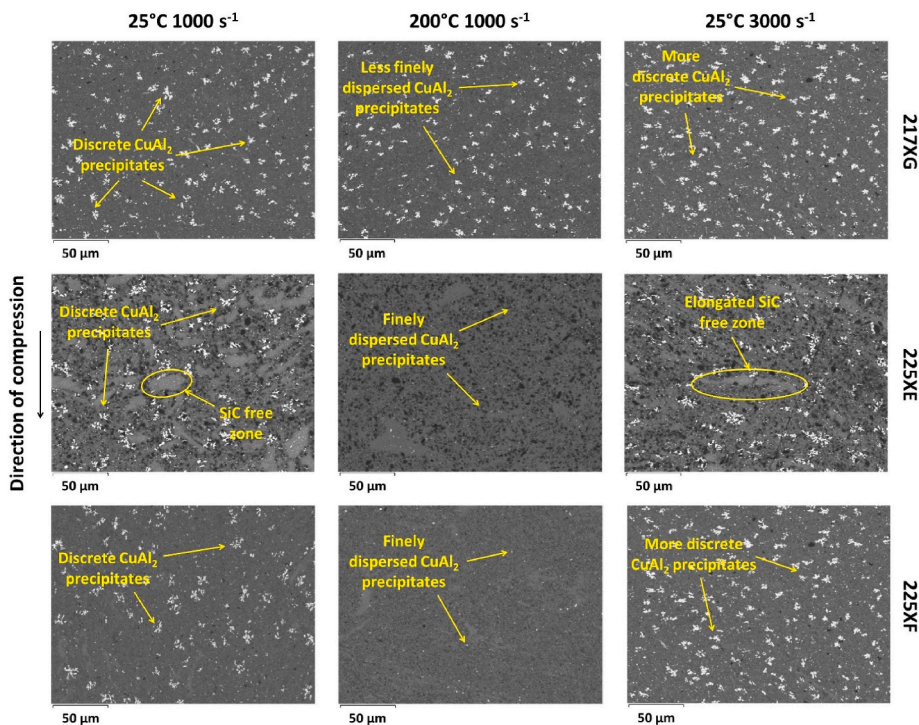 25°C 1000 s⁻¹
200°C 1000 s⁻¹
25°C 3000 s⁻¹
Discrete CuAl₂
precipitates
50 µm
Less finely
dispersed CuAl₂
precipitates
50 µm
More
discrete CuAl₂
precipitates
50 µm
217XG
Direction of compression
Discrete CuAl₂
precipitates
SiC free
zone
50 µm
Finely
dispersed CuAl₂
precipitates
50 µm
Elongated SiC
free zone
50 µm
225XE
Discrete CuAl₂
precipitates
50 µm
Finely
dispersed CuAl₂
precipitates
50 µm
More discrete
CuAl₂ precipitates
50 µm
225XF